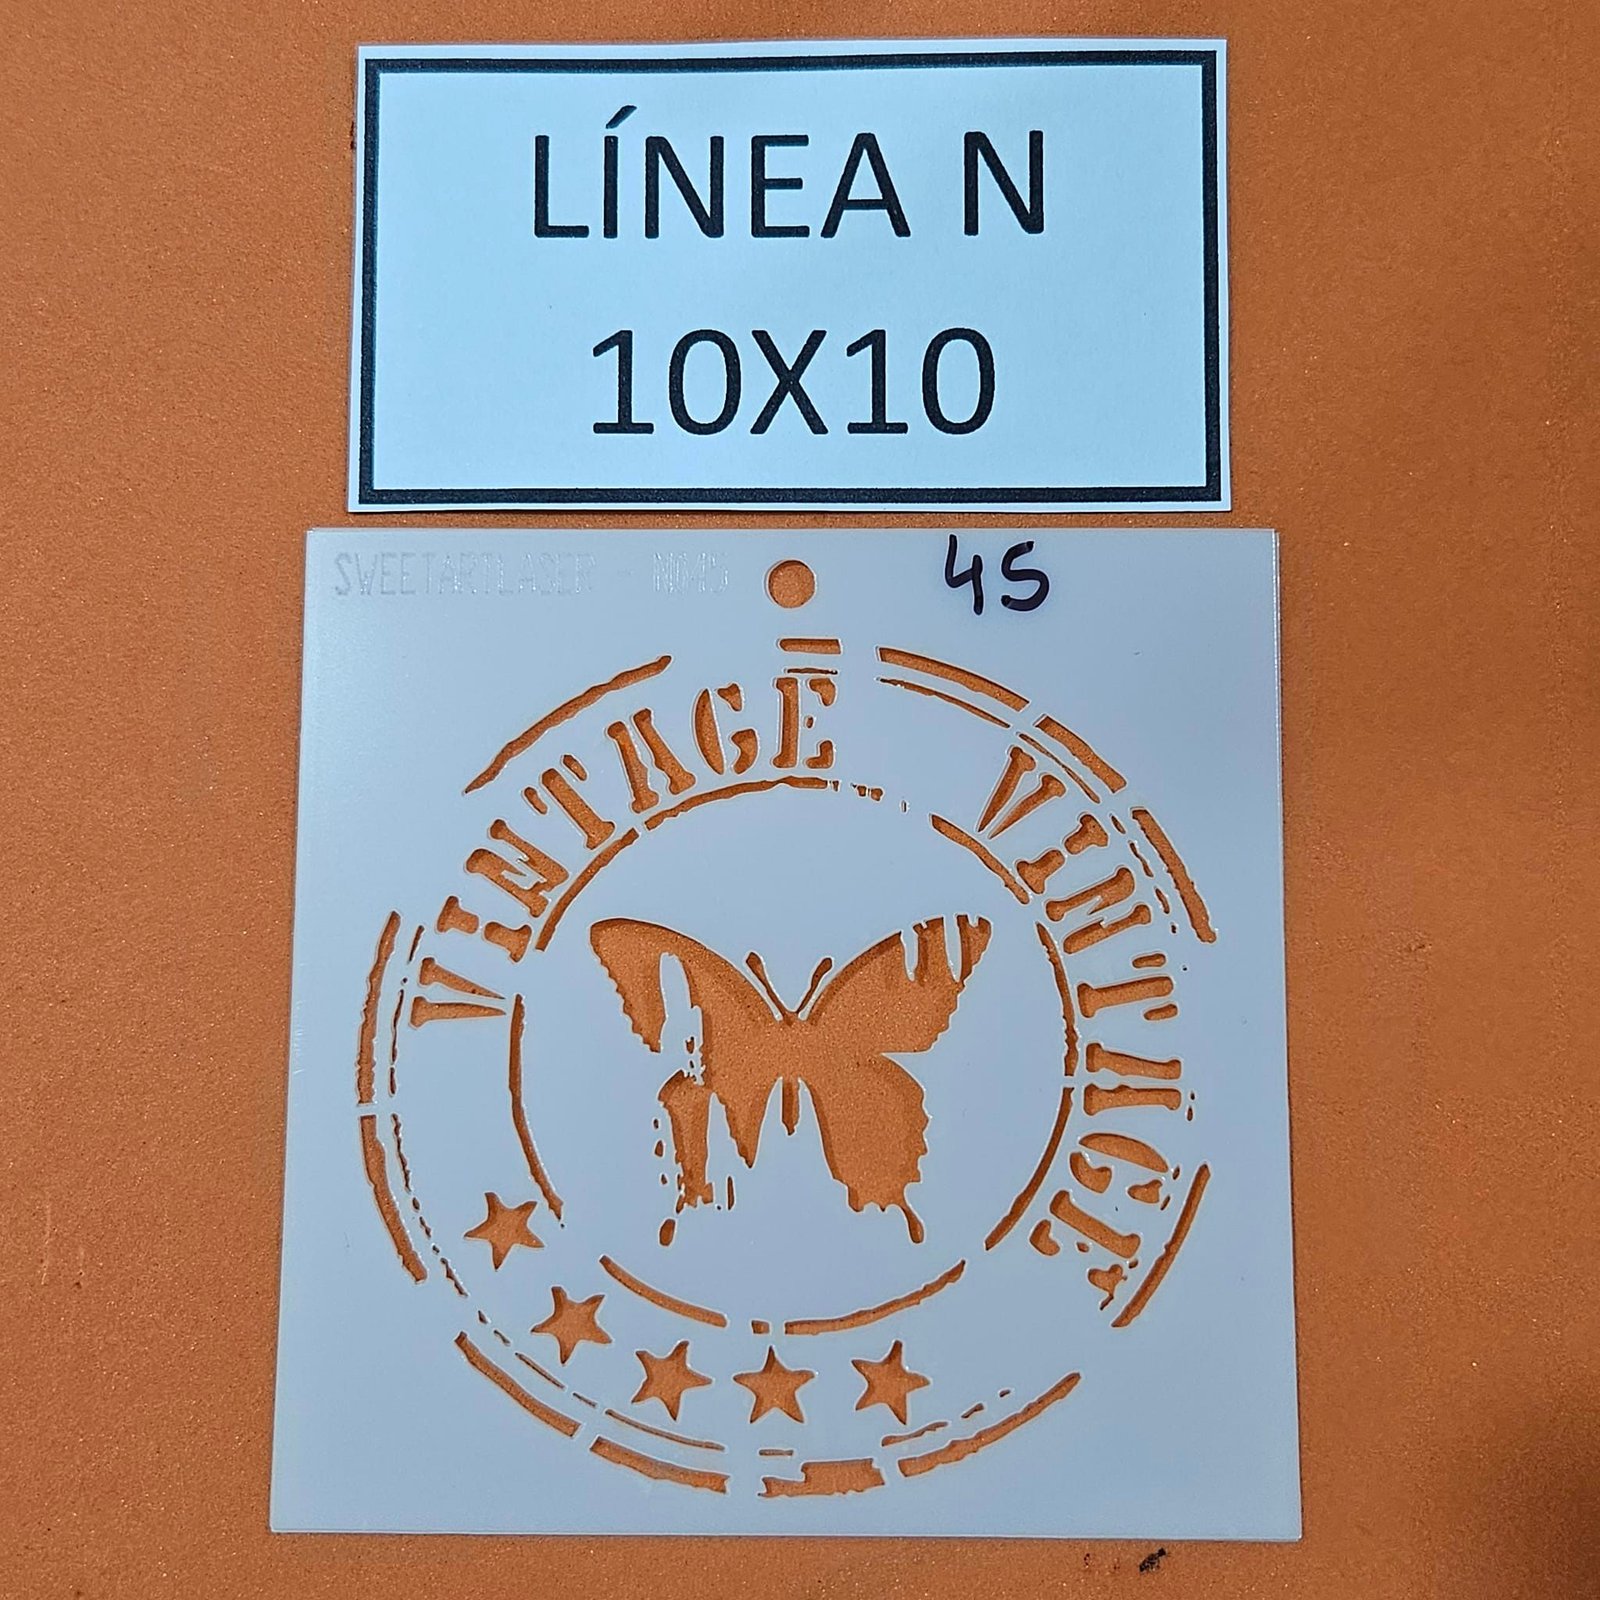 LÍNEA N
10X10
SWEETARTLASER - N045
45
VINTAGE VINTAGE